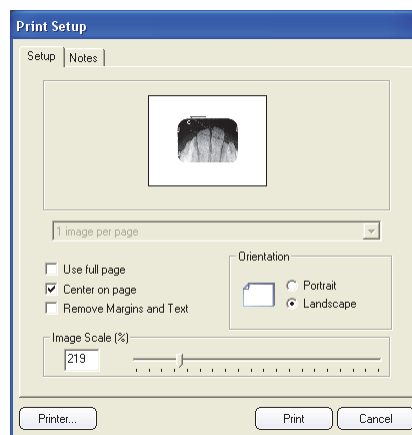 Print Setup
Setup
Notes
1 image per page
Use full page
Center on page
Remove Margins and Text
Orientation
Portrait
Landscape
Image Scale (%)
219
Printer...
Print
Cancel